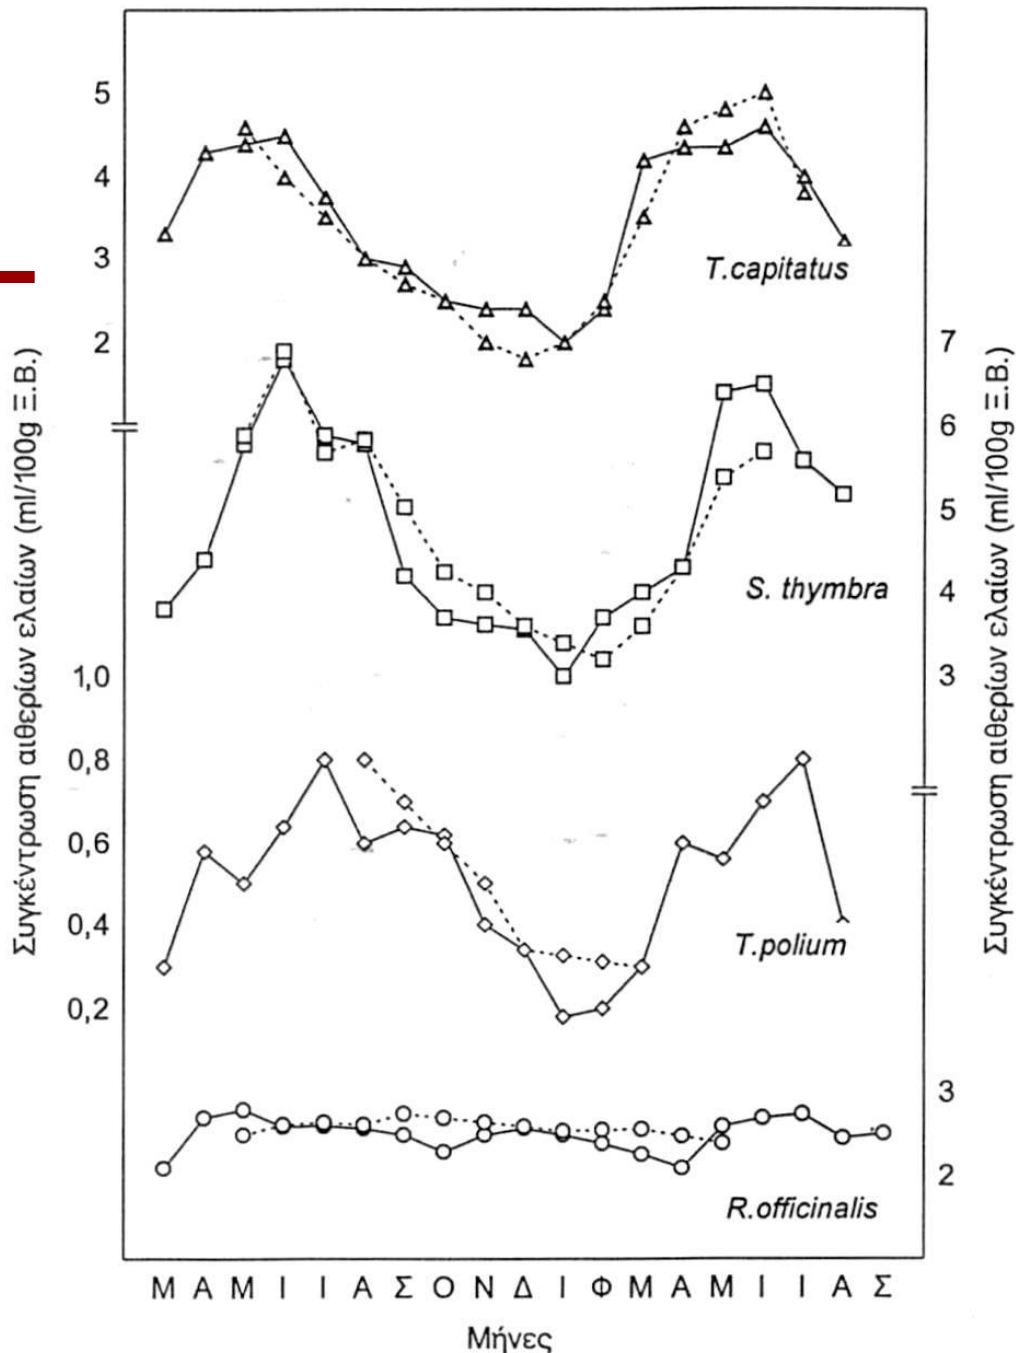 5
4
3
2
1,0
0,8
0,6
0,4
0,2
Συγκέντρωση αιθερίων ελαίων (ml/100g Ξ.Β.)
T.capitatus
S. thymbra
T.polium
R.officinalis
7
6
5
4
3
3
2
Συγκέντρωση αιθερίων ελαίων (ml/100g Ξ.Β.)
Μ Α Μ Ι Ι Α Σ Ο Ν Δ Ι Φ Μ Α Μ Ι Ι Α Σ
Μήνες